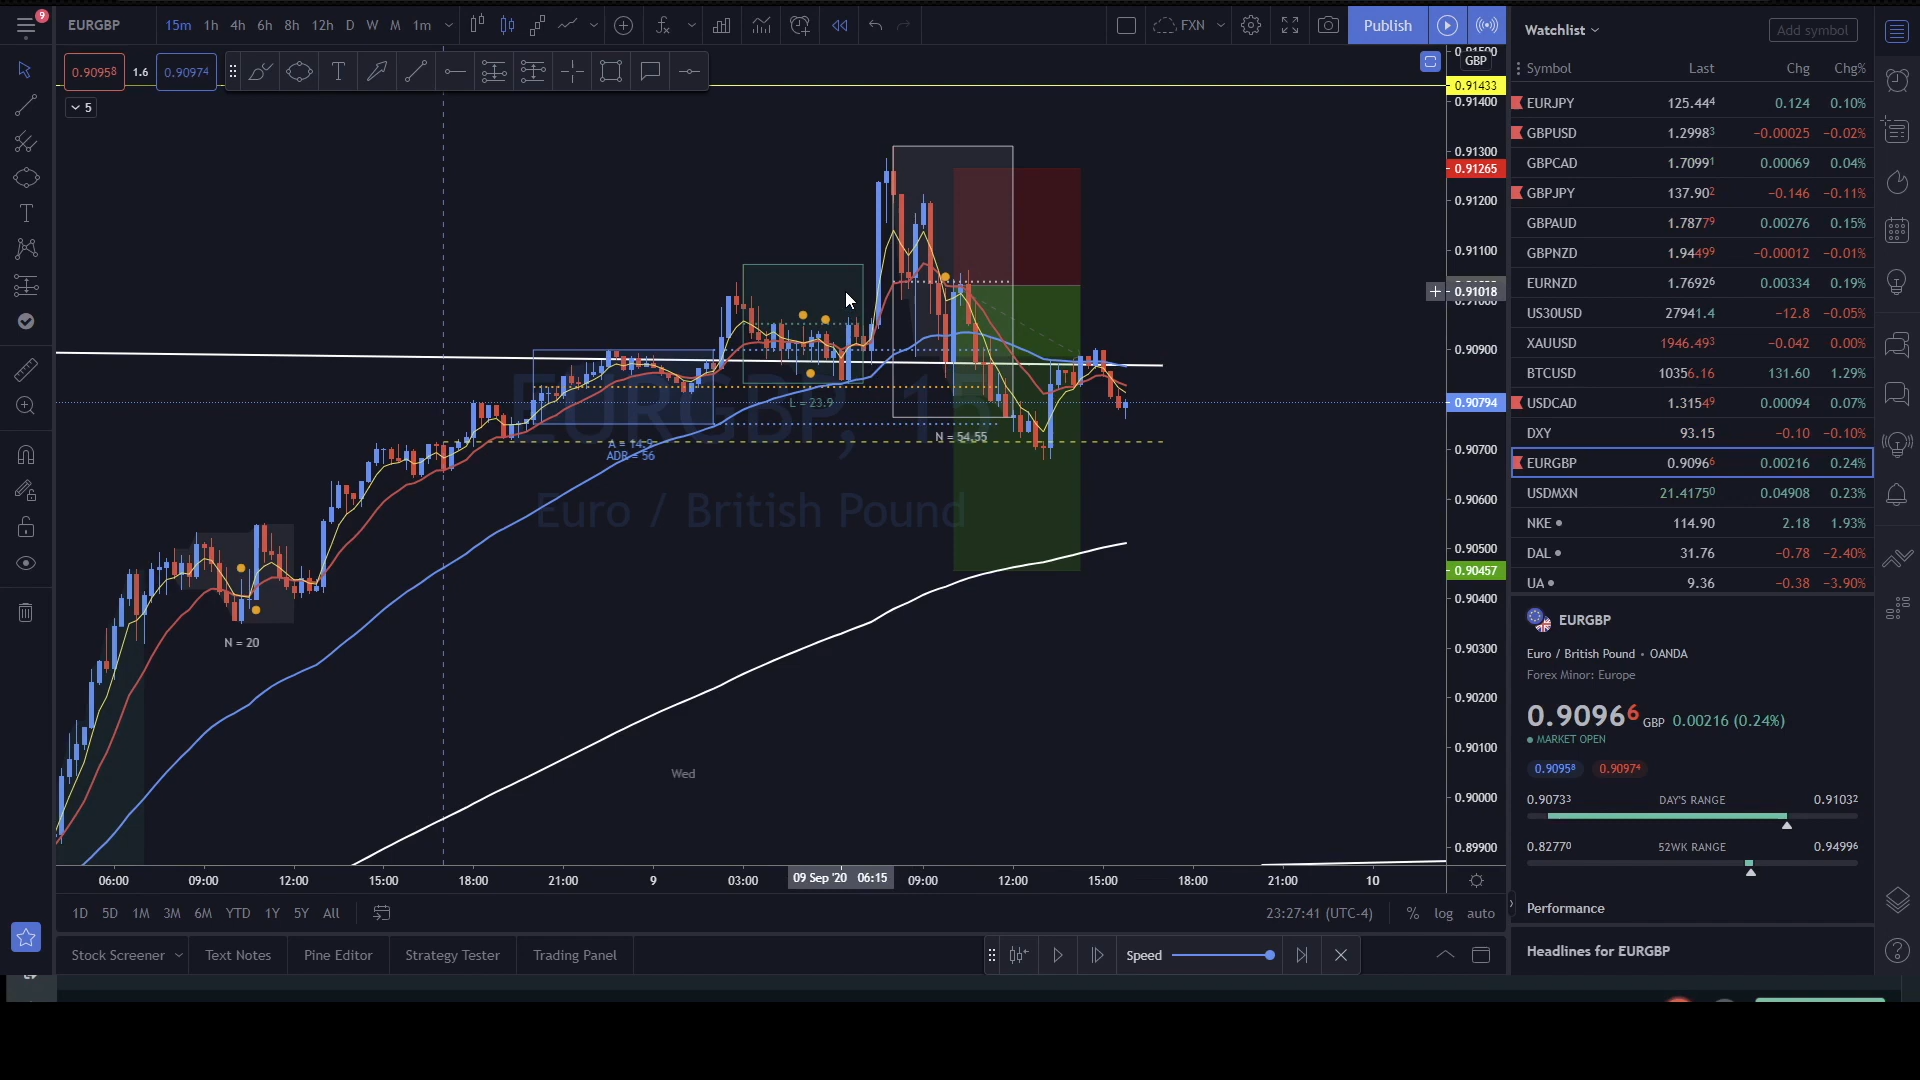 9
EURGBP
15m 1h 4h 6h 8h 12h D W M 1m
FXN
Publish
0.90958 1.6 0.90974
5
EURGBP, 15
Euro / British Pound
L = 23.9
A = 14.9
ADR = 56
N = 54.55
N = 20
Wed
GBP
0.91433
0.91400
0.91300
0.91265
0.91200
0.91100
0.91018
0.90900
0.90794
0.90700
0.90600
0.90500
0.90457
0.90400
0.90300
0.90200
0.90100
0.90000
0.89900
06:00 09:00 12:00 15:00 18:00 21:00 9 03:00 09 Sep '20 06:15 09:00 12:00 15:00 18:00 21:00 10
1D 5D 1M 3M 6M YTD 1Y 5Y All
23:27:41 (UTC-4) % log auto
Stock Screener Text Notes Pine Editor Strategy Tester Trading Panel
Speed
Watchlist
Add symbol
Symbol Last Chg Chg%
EURJPY 125.444 0.124 0.10%
GBPUSD 1.29983 −0.00025 −0.02%
GBPCAD 1.70991 0.00069 0.04%
GBPJPY 137.902 −0.146 −0.11%
GBPAUD 1.78779 0.00276 0.15%
GBPNZD 1.94499 −0.00012 −0.01%
EURNZD 1.76926 0.00334 0.19%
US30USD 27941.4 −12.8 −0.05%
XAUUSD 1946.493 −0.042 0.00%
BTCUSD 10356.16 131.60 1.29%
USDCAD 1.31549 0.00094 0.07%
DXY 93.15 −0.10 −0.10%
EURGBP 0.90966 0.00216 0.24%
USDMXN 21.41750 0.04908 0.23%
NKE 114.90 2.18 1.93%
DAL 31.76 −0.78 −2.40%
UA 9.36 −0.38 −3.90%
EURGBP
Euro / British Pound • OANDA
Forex Minor: Europe
0.90966 GBP 0.00216 (0.24%)
MARKET OPEN
0.90958 0.90974
0.90733 DAY'S RANGE 0.91032
0.82770 52WK RANGE 0.94996
Performance
Headlines for EURGBP